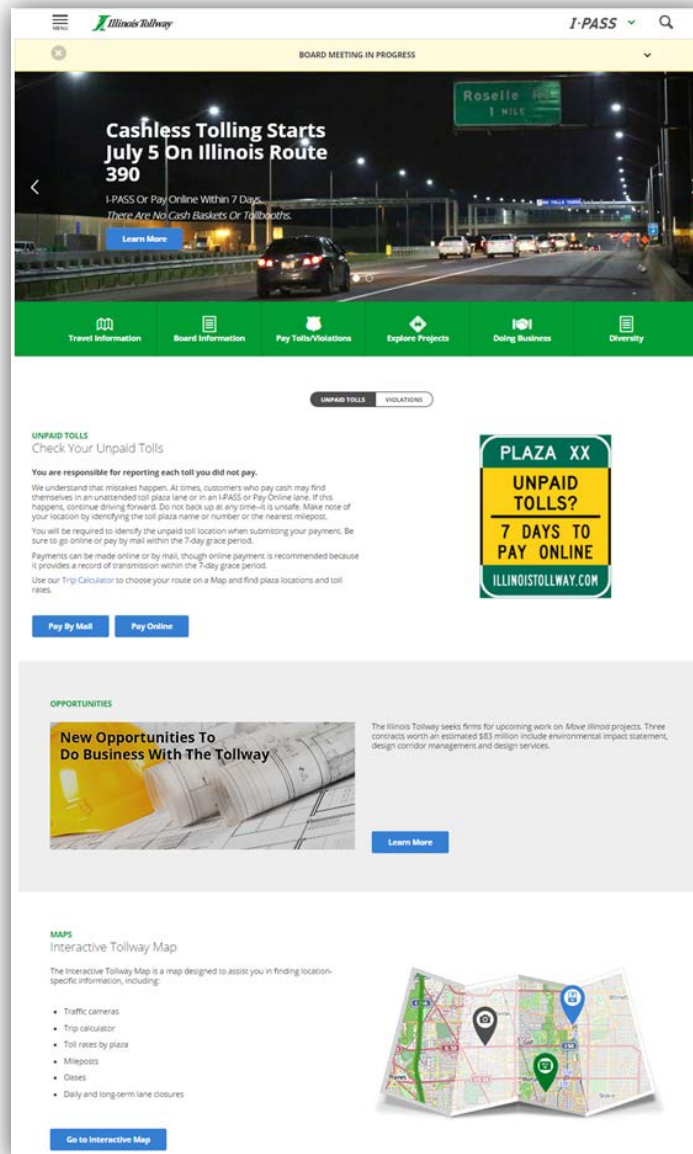 MENU
Illinois Tollway
I-PASS
BOARD MEETING IN PROGRESS
Roselle Rd
1 MILE
Cashless Tolling Starts
July 5 On Illinois Route
390
I-PASS Or Pay Online Within 7 Days.
There Are No Cash Baskets Or Tollbooths.
Learn More
Travel Information
Board Information
Pay Tolls/Violations
Explore Projects
Doing Business
Diversity
UNPAID TOLLS
VIOLATIONS
UNPAID TOLLS
Check Your Unpaid Tolls
You are responsible for reporting each toll you did not pay.
We understand that mistakes happen. At times, customers who pay cash may find
themselves in an unattended toll plaza lane or in an I-PASS or Pay Online lane. If this
happens, continue driving forward. Do not back up at any time--it is unsafe. Make note of
your location by identifying the toll plaza name or number or the nearest milepost.
You will be required to identify the unpaid toll location when submitting your payment. Be
sure to go online or pay by mail within the 7-day grace period.
Payments can be made online or by mail, though online payment is recommended because
it provides a record of transmission within the 7-day grace period.
Use our Trip Calculator to choose your route on a Map and find plaza locations and toll
rates.
Pay By Mail
Pay Online
PLAZA XX
UNPAID
TOLLS?
7 DAYS TO
PAY ONLINE
ILLINOISTOLLWAY.COM
OPPORTUNITIES
New Opportunities To
Do Business With The Tollway
The Illinois Tollway seeks firms for upcoming work on Move Illinois projects. Three
contracts worth an estimated $83 million include environmental impact statement,
design corridor management and design services.
Learn More
MAPS
Interactive Tollway Map
The Interactive Tollway Map is a map designed to assist you in finding location-
specific information, including:
• Traffic cameras
• Trip calculator
• Toll rates by plaza
• Mileposts
• Oases
• Daily and long-term lane closures
Go to Interactive Map